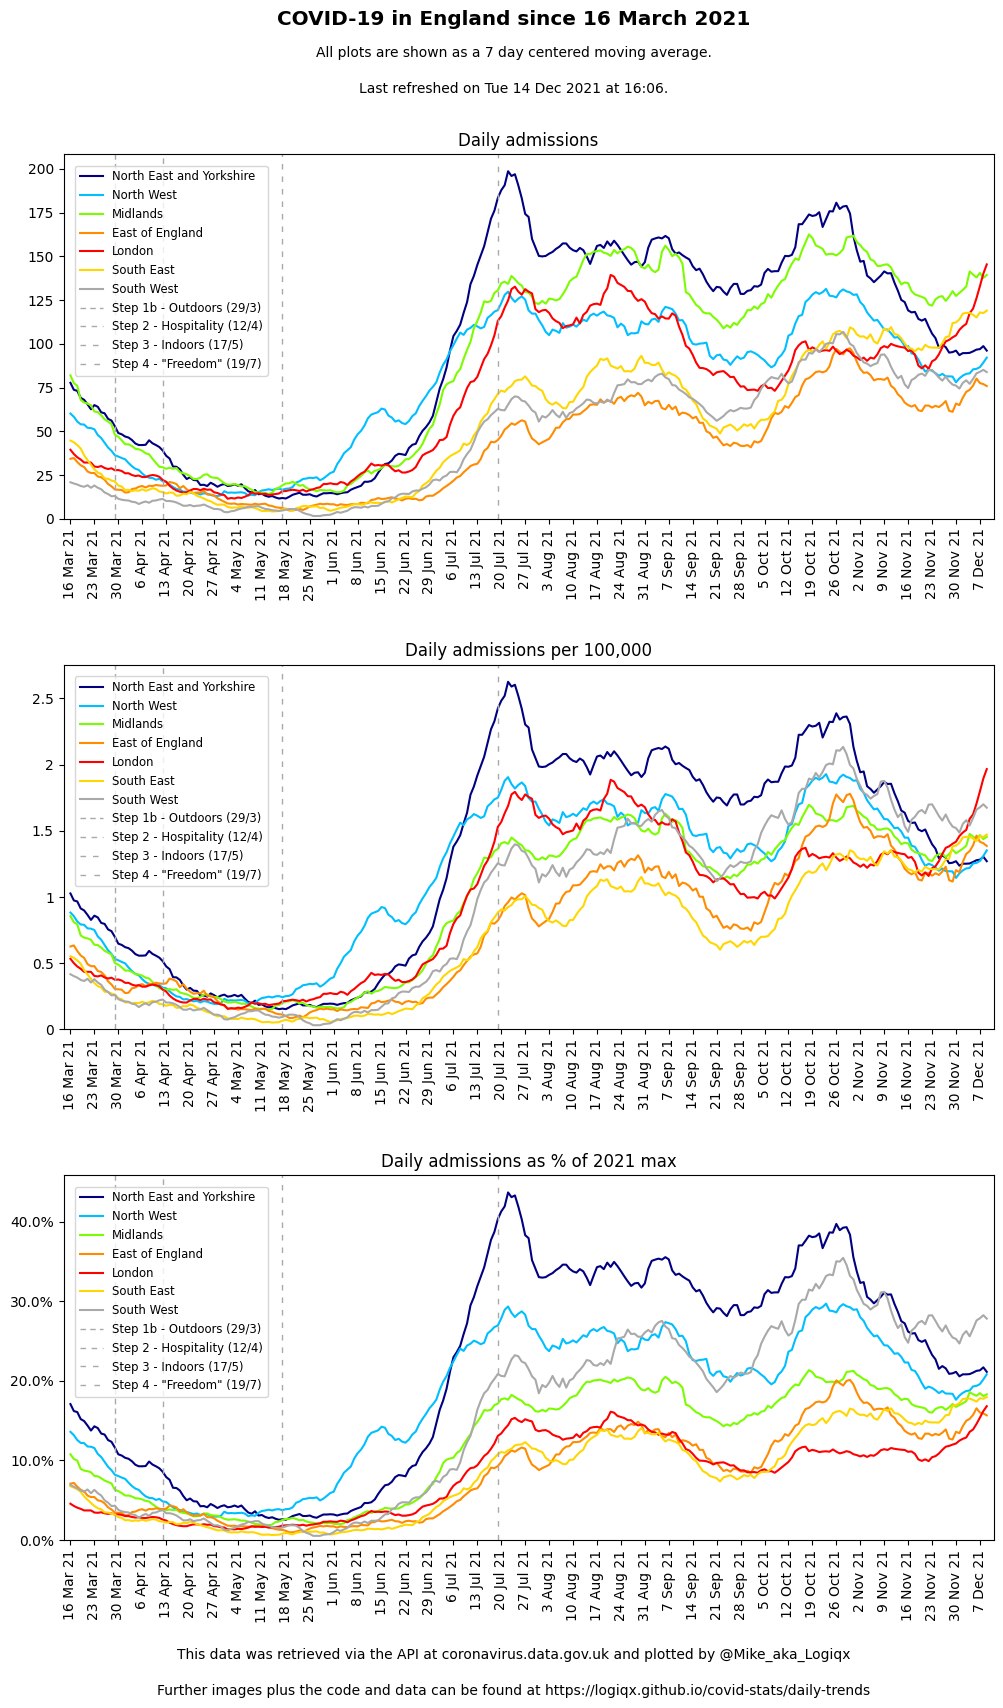 COVID-19 in England since 16 March 2021
All plots are shown as a 7 day centered moving average.
Last refreshed on Tue 14 Dec 2021 at 16:06.
Daily admissions
200
175
150
125
100
75
50
25
0
North East and Yorkshire
North West
Midlands
East of England
London
South East
South West
Step 1b - Outdoors (29/3)
Step 2 - Hospitality (12/4)
Step 3 - Indoors (17/5)
Step 4 - "Freedom" (19/7)
16 Mar 21
23 Mar 21
30 Mar 21
6 Apr 21
13 Apr 21
20 Apr 21
27 Apr 21
4 May 21
11 May 21
18 May 21
25 May 21
1 Jun 21
8 Jun 21
15 Jun 21
22 Jun 21
29 Jun 21
6 Jul 21
13 Jul 21
20 Jul 21
27 Jul 21
3 Aug 21
10 Aug 21
17 Aug 21
24 Aug 21
31 Aug 21
7 Sep 21
14 Sep 21
21 Sep 21
28 Sep 21
5 Oct 21
12 Oct 21
19 Oct 21
26 Oct 21
2 Nov 21
9 Nov 21
16 Nov 21
23 Nov 21
30 Nov 21
7 Dec 21
Daily admissions per 100,000
2.5
2
1.5
1
0.5
0
North East and Yorkshire
North West
Midlands
East of England
London
South East
South West
Step 1b - Outdoors (29/3)
Step 2 - Hospitality (12/4)
Step 3 - Indoors (17/5)
Step 4 - "Freedom" (19/7)
16 Mar 21
23 Mar 21
30 Mar 21
6 Apr 21
13 Apr 21
20 Apr 21
27 Apr 21
4 May 21
11 May 21
18 May 21
25 May 21
1 Jun 21
8 Jun 21
15 Jun 21
22 Jun 21
29 Jun 21
6 Jul 21
13 Jul 21
20 Jul 21
27 Jul 21
3 Aug 21
10 Aug 21
17 Aug 21
24 Aug 21
31 Aug 21
7 Sep 21
14 Sep 21
21 Sep 21
28 Sep 21
5 Oct 21
12 Oct 21
19 Oct 21
26 Oct 21
2 Nov 21
9 Nov 21
16 Nov 21
23 Nov 21
30 Nov 21
7 Dec 21
Daily admissions as % of 2021 max
40.0%
30.0%
20.0%
10.0%
0.0%
North East and Yorkshire
North West
Midlands
East of England
London
South East
South West
Step 1b - Outdoors (29/3)
Step 2 - Hospitality (12/4)
Step 3 - Indoors (17/5)
Step 4 - "Freedom" (19/7)
16 Mar 21
23 Mar 21
30 Mar 21
6 Apr 21
13 Apr 21
20 Apr 21
27 Apr 21
4 May 21
11 May 21
18 May 21
25 May 21
1 Jun 21
8 Jun 21
15 Jun 21
22 Jun 21
29 Jun 21
6 Jul 21
13 Jul 21
20 Jul 21
27 Jul 21
3 Aug 21
10 Aug 21
17 Aug 21
24 Aug 21
31 Aug 21
7 Sep 21
14 Sep 21
21 Sep 21
28 Sep 21
5 Oct 21
12 Oct 21
19 Oct 21
26 Oct 21
2 Nov 21
9 Nov 21
16 Nov 21
23 Nov 21
30 Nov 21
7 Dec 21
This data was retrieved via the API at coronavirus.data.gov.uk and plotted by @Mike_aka_Logiqx
Further images plus the code and data can be found at https://logiqx.github.io/covid-stats/daily-trends